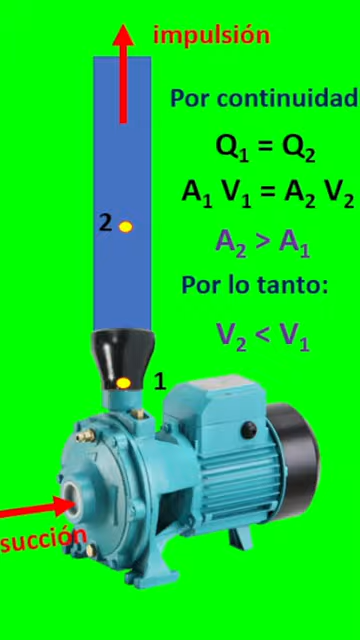 impulsión
Por continuidad
Q₁ = Q₂
A₁ V₁ = A₂ V₂
2
A₂ > A₁
Por lo tanto:
V₂ < V₁
1
succión